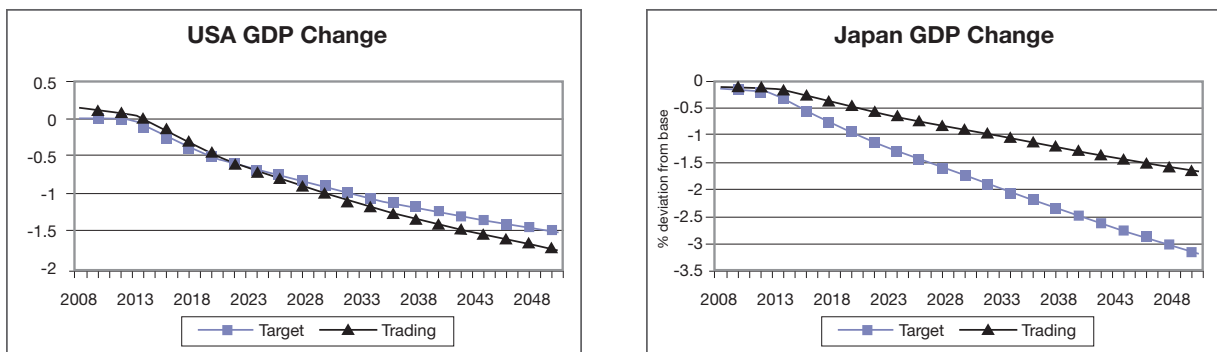 USA GDP Change
0.5
0
-0.5
-1
-1.5
-2
2008 2013 2018 2023 2028 2033 2038 2043 2048
Target Trading
Japan GDP Change
% deviation from base
0
-0.5
-1
-1.5
-2
-2.5
-3
-3.5
2008 2013 2018 2023 2028 2033 2038 2043 2048
Target Trading